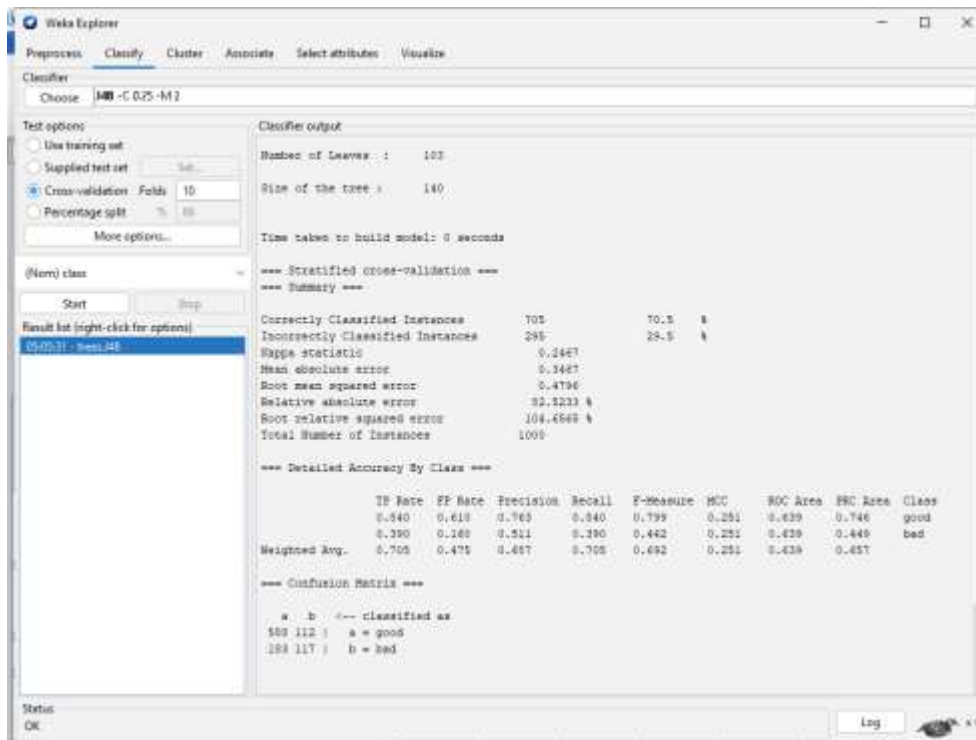 Weka Explorer
Preprocess Classify Cluster Associate Select attributes Visualize
Classifier
Choose J48 -C 0.25 -M 2
Test options
Use training set
Supplied test set Set...
Cross-validation Folds 10
Percentage split %
More options...
(Nom) class
Start Stop
Result list (right-click for options)
05:05:31 - trees.J48
Classifier output
Number of Leaves : 103
Size of the tree : 140
Time taken to build model: 0 seconds
=== Stratified cross-validation ===
=== Summary ===
Correctly Classified Instances 705 70.5 %
Incorrectly Classified Instances 295 29.5 %
Kappa statistic 0.2467
Mean absolute error 0.3467
Root mean squared error 0.4796
Relative absolute error %
Root relative squared error %
Total Number of Instances 1000
=== Detailed Accuracy By Class ===
TP Rate FP Rate Precision Recall F-Measure MCC ROC Area PRC Area Class
0.840 0.610 0.763 0.840 0.799 0.251 0.639 0.746 good
0.390 0.160 0.511 0.390 0.442 0.251 0.639 0.449 bad
Weighted Avg. 0.705 0.475 0.687 0.705 0.692 0.251 0.639 0.657
=== Confusion Matrix ===
a b <-- classified as
588 112 | a = good
183 117 | b = bad
Status
OK
Log